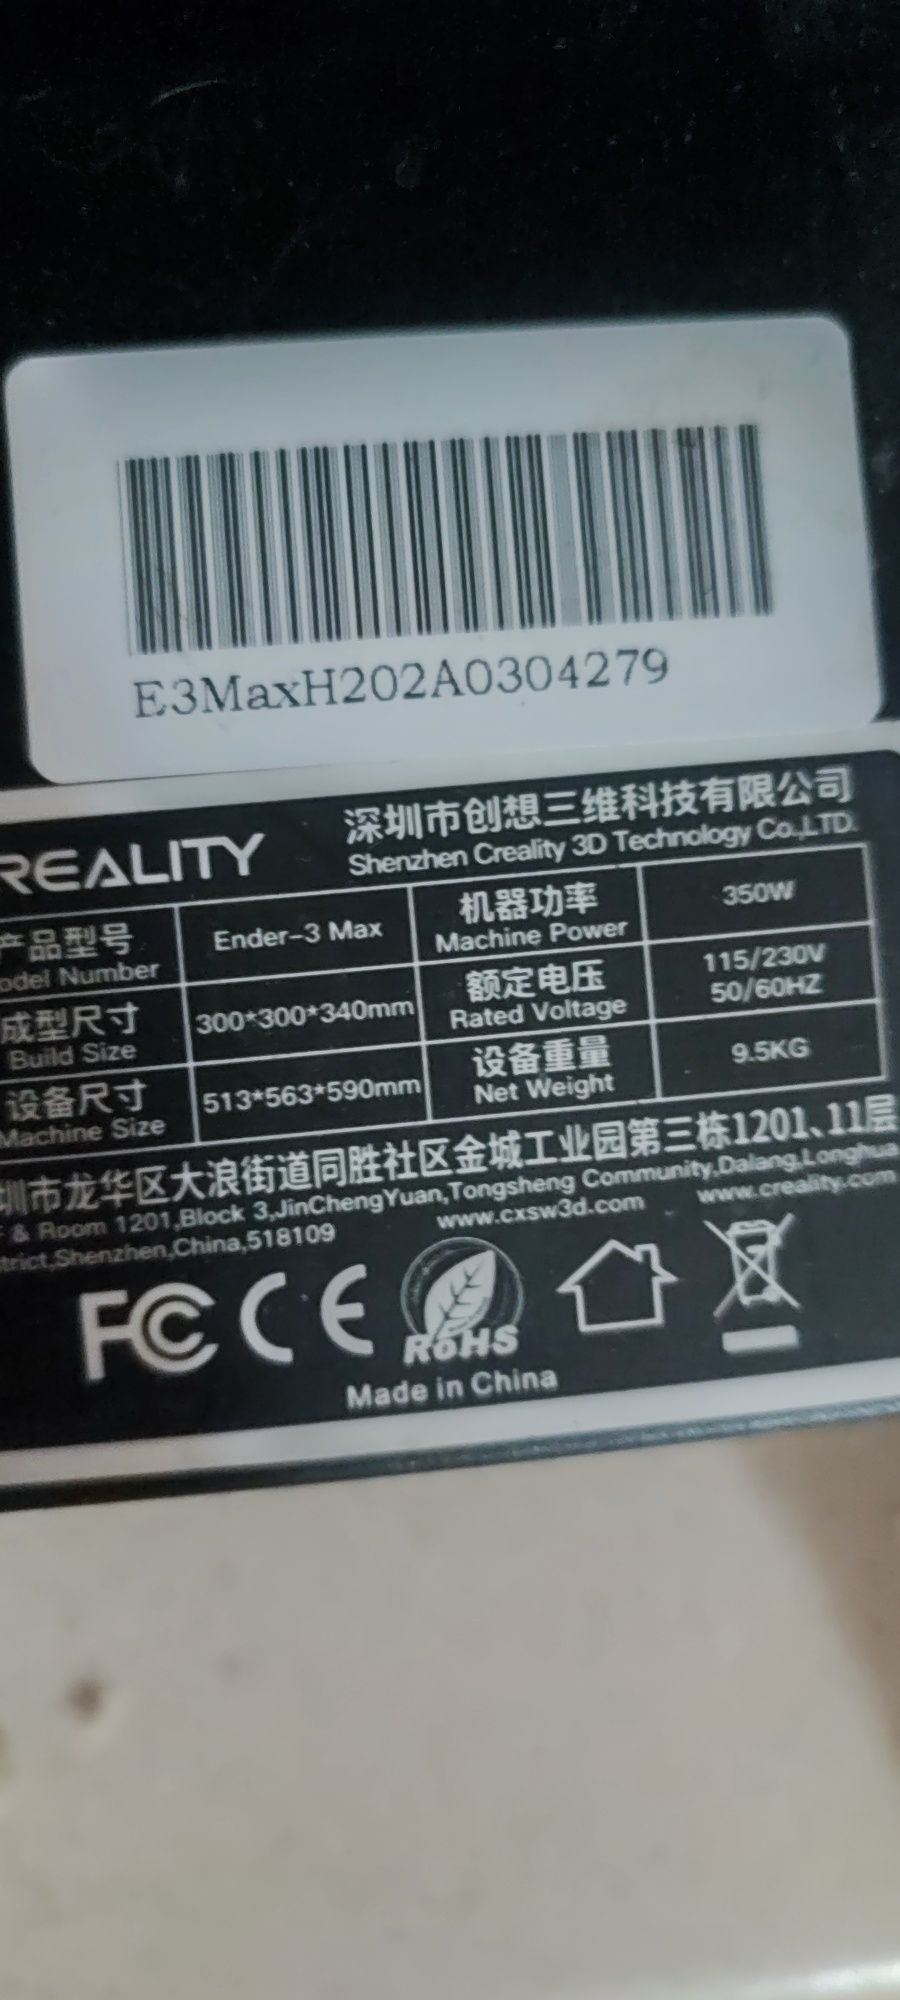 E3MaxH202A0304279
REALITY
深圳市创想三维科技有限公司
Shenzhen Creality 3D Technology Co.,LTD.
产品型号
odel Number
Ender-3 Max
机器功率
Machine Power
350W
成型尺寸
Build Size
300*300*340mm
额定电压
Rated Voltage
115/230V
50/60HZ
设备尺寸
Machine Size
513*563*590mm
设备重量
Net Weight
9.5KG
圳市龙华区大浪街道同胜社区金城工业园第三栋1201、11层
& Room 1201,Block 3,JinChengYuan,Tongsheng Community,Dalang,Longhua
trict,Shenzhen,China,518109
www.cxsw3d.com
www.creality.com
FC CE
RoHS
Made in China